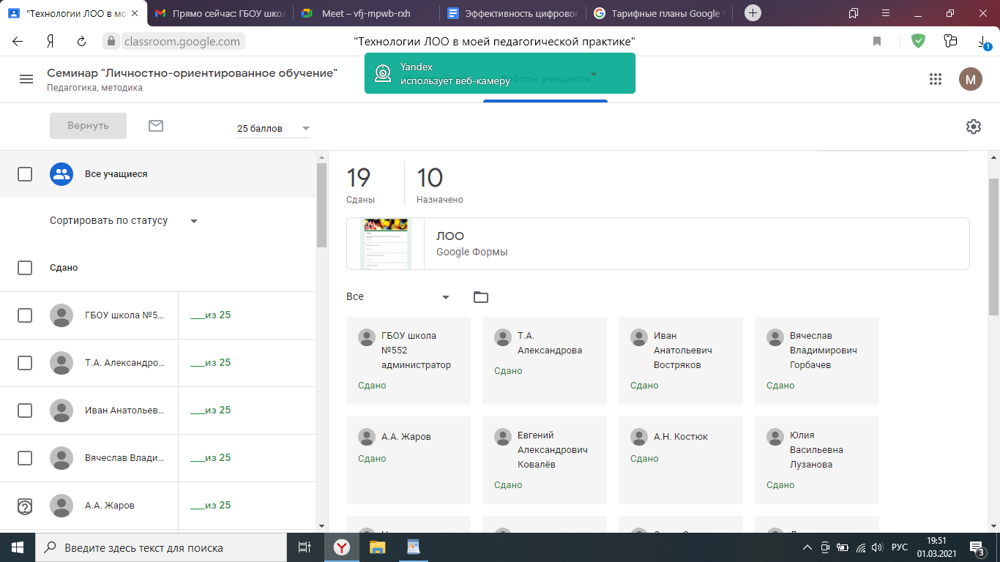 "Технологии ЛОО в мо
Прямо сейчас: ГБОУ шко
Meet – vfj-mpwb-rxh
Эффективность цифрово
Тарифные планы Google
classroom.google.com
"Технологии ЛОО в моей педагогической практике"
1
Yandex
использует веб-камеру
Семинар "Личностно-ориентированное обучение"
Педагогика, методика
боты учащихся
М
Вернуть
25 баллов
Все учащиеся
Сортировать по статусу
Сдано
ГБОУ школа №5...
___из 25
Т.А. Александро...
___из 25
Иван Анатольев...
___из 25
Вячеслав Влади...
___из 25
А.А. Жаров
___из 25
19
Сданы
10
Назначено
ЛОО
Google Формы
Все
ГБОУ школа
№552
администратор
Сдано
Т.А.
Александрова
Сдано
Иван
Анатольевич
Востряков
Сдано
Вячеслав
Владимирович
Горбачев
Сдано
А.А. Жаров
Сдано
Евгений
Александрович
Ковалёв
Сдано
А.Н. Костюк
Сдано
Юлия
Васильевна
Лузанова
Сдано
Введите здесь текст для поиска
РУС
19:51
01.03.2021
3